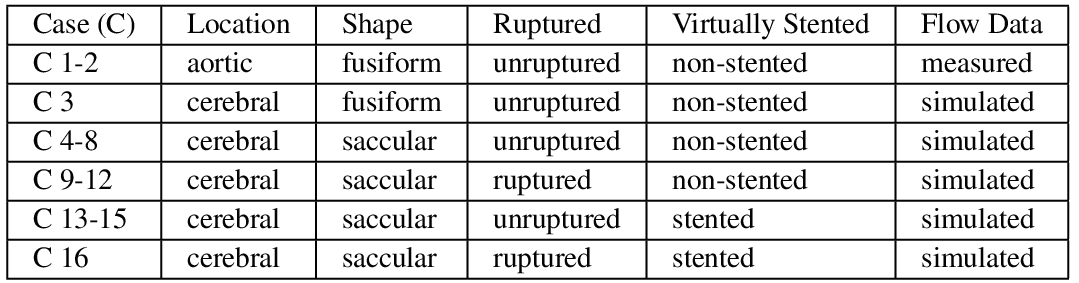 Case (C) Location Shape Ruptured Virtually Stented Flow Data
C 1-2 aortic fusiform unruptured non-stented measured
C 3 cerebral fusiform unruptured non-stented simulated
C 4-8 cerebral saccular unruptured non-stented simulated
C 9-12 cerebral saccular ruptured non-stented simulated
C 13-15 cerebral saccular unruptured stented simulated
C 16 cerebral saccular ruptured stented simulated